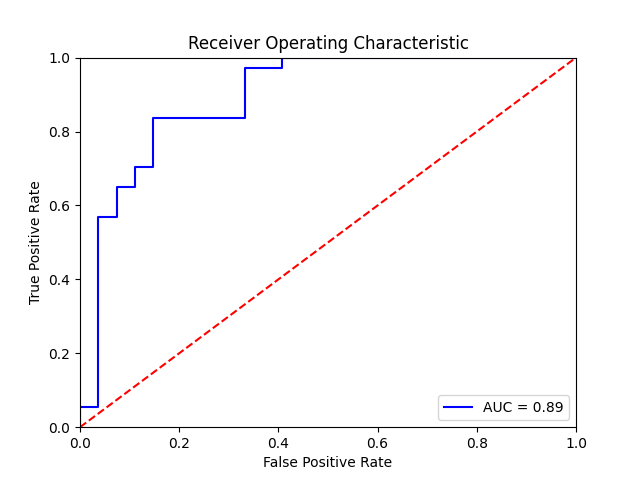 Receiver Operating Characteristic
True Positive Rate
1.0
0.8
0.6
0.4
0.2
0.0
AUC = 0.89
0.0 0.2 0.4 0.6 0.8 1.0
False Positive Rate